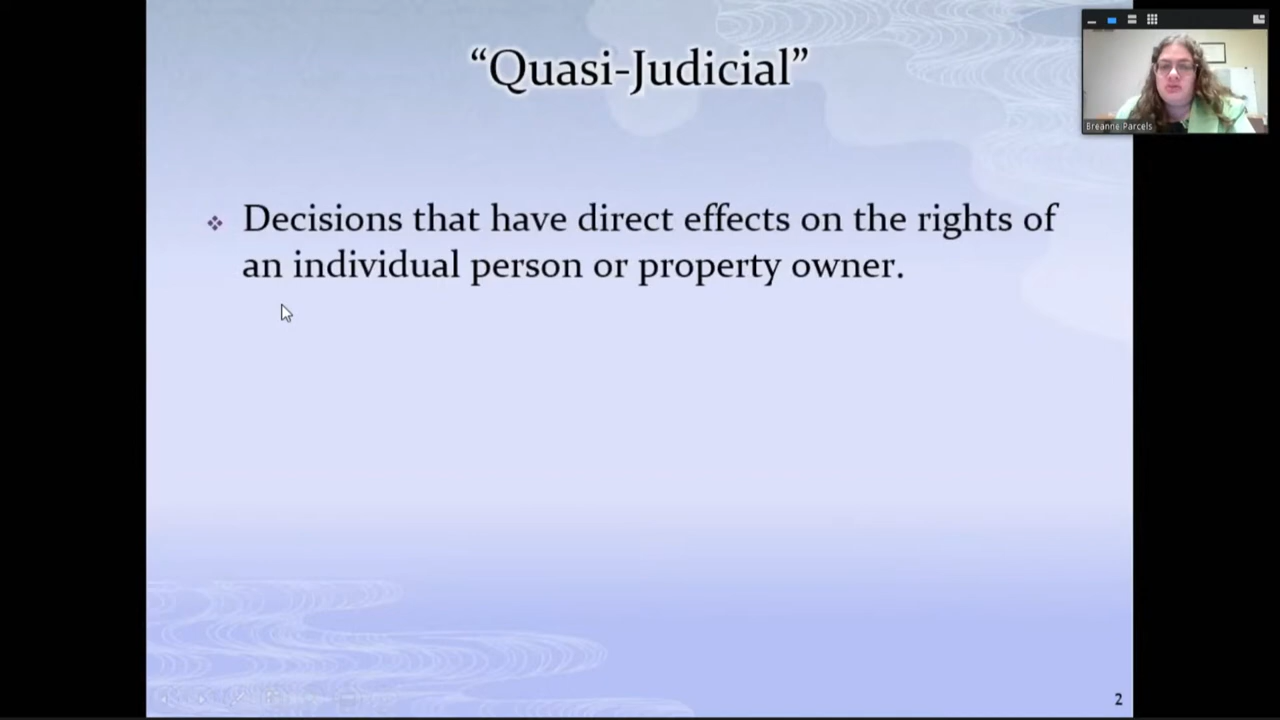 “Quasi-Judicial”
Breanne Parcels
Decisions that have direct effects on the rights of
an individual person or property owner.
2